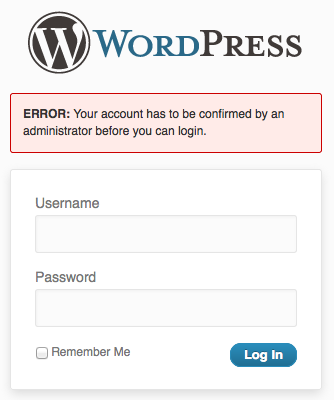 WORDPRESS
ERROR: Your account has to be confirmed by an
administrator before you can login.
Username
Password
Remember Me
Log In